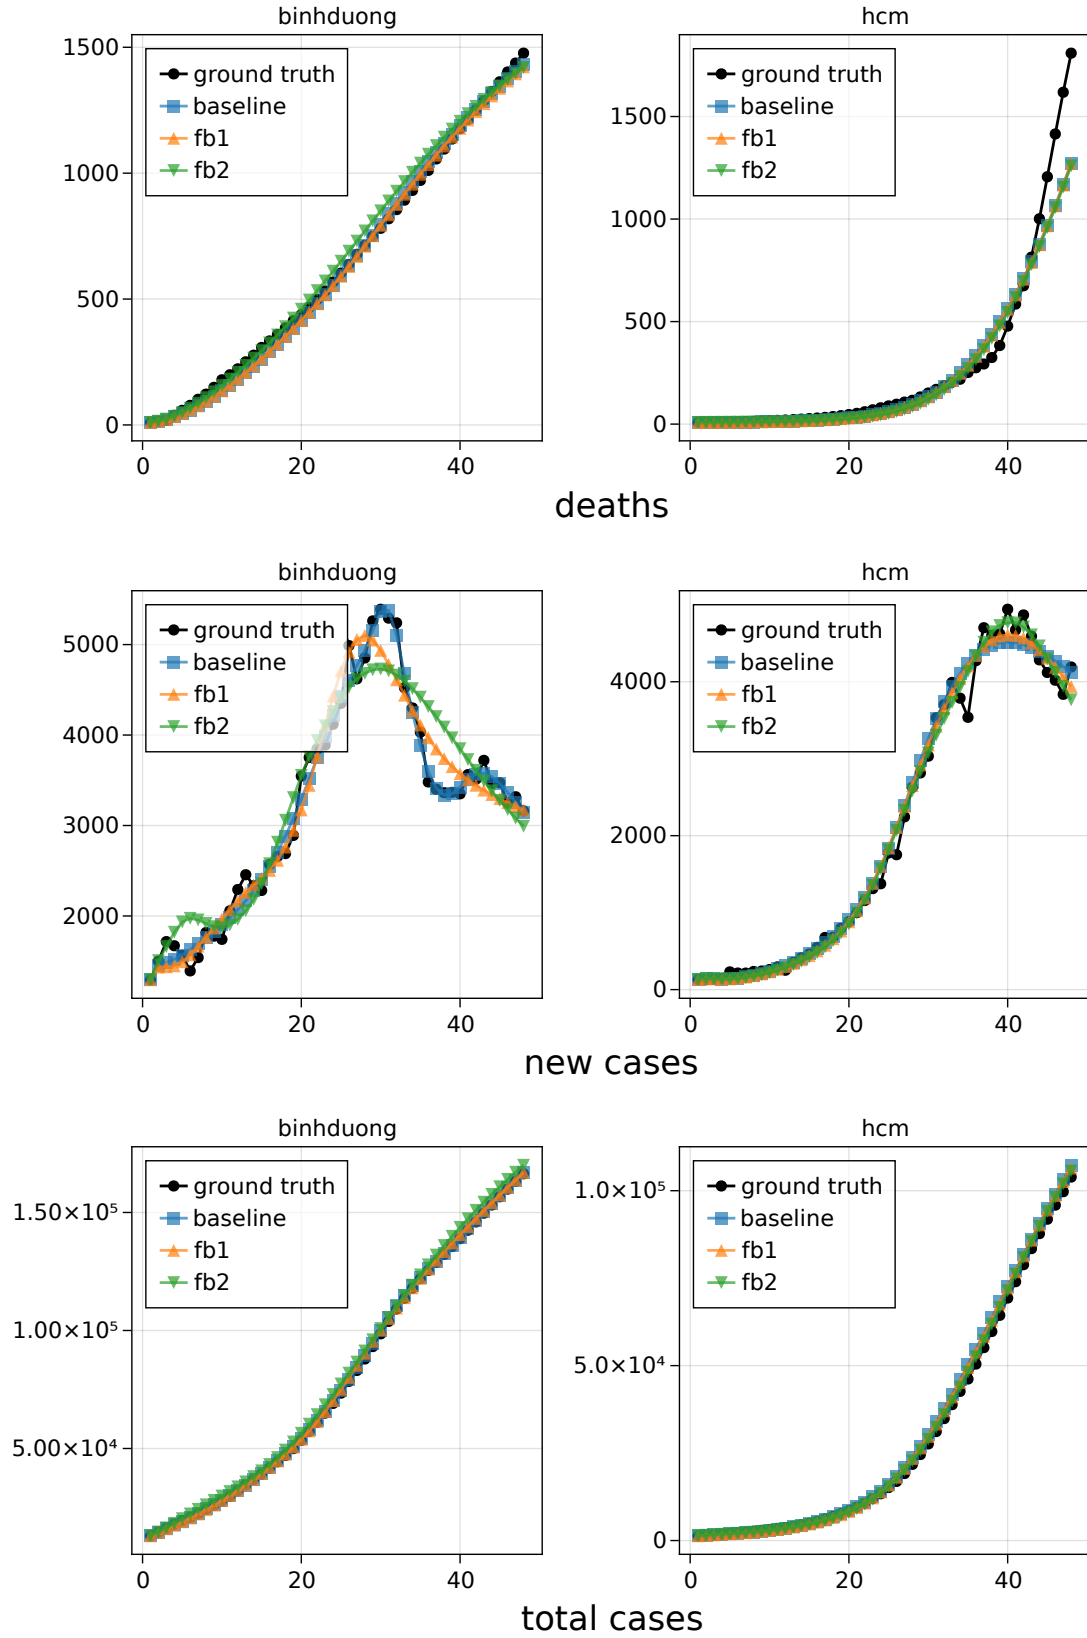 binhduong
hcm
1500
1000
500
0
ground truth
baseline
fb1
fb2
0
20
40
1500
1000
500
0
ground truth
baseline
fb1
fb2
0
20
40
deaths
binhduong
hcm
5000
4000
3000
2000
ground truth
baseline
fb1
fb2
0
20
40
4000
2000
0
ground truth
baseline
fb1
fb2
0
20
40
new cases
binhduong
hcm
1.50×10⁵
1.00×10⁵
5.00×10⁴
ground truth
baseline
fb1
fb2
0
20
40
1.0×10⁵
5.0×10⁴
0
ground truth
baseline
fb1
fb2
0
20
40
total cases